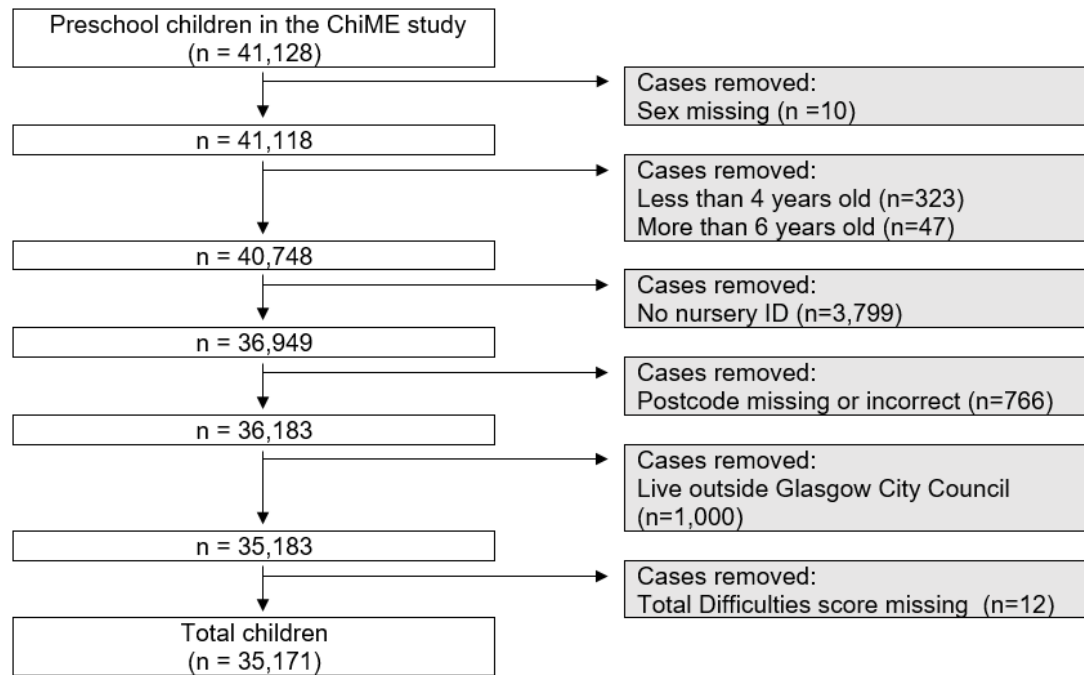 Preschool children in the ChiME study
(n = 41,128)
Cases removed:
Sex missing (n =10)
n = 41,118
Cases removed:
Less than 4 years old (n=323)
More than 6 years old (n=47)
n = 40,748
Cases removed:
No nursery ID (n=3,799)
n = 36,949
Cases removed:
Postcode missing or incorrect (n=766)
n = 36,183
Cases removed:
Live outside Glasgow City Council
(n=1,000)
n = 35,183
Cases removed:
Total Difficulties score missing  (n=12)
Total children
(n = 35,171)